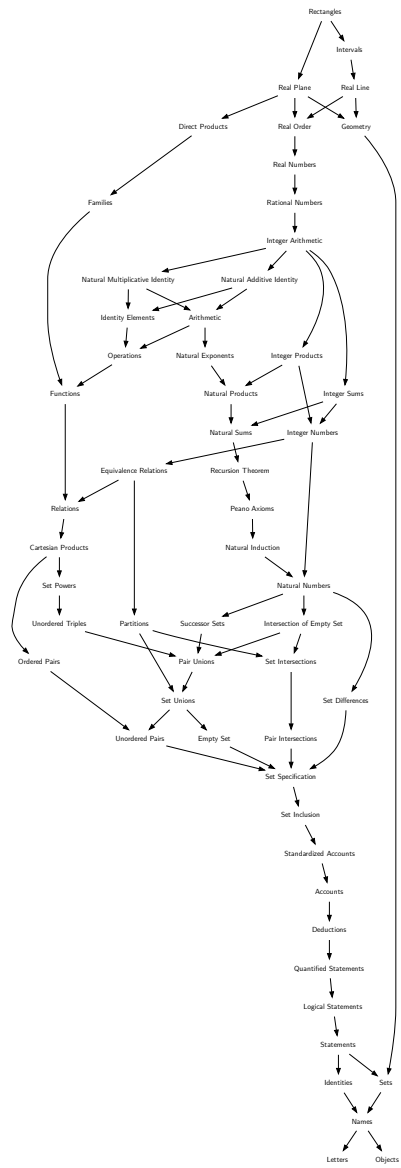 Rectangles
Intervals
Real Plane
Real Line
Direct Products
Real Order
Geometry
Real Numbers
Families
Rational Numbers
Integer Arithmetic
Natural Multiplicative Identity
Natural Additive Identity
Identity Elements
Arithmetic
Operations
Natural Exponents
Integer Products
Functions
Natural Products
Integer Sums
Natural Sums
Integer Numbers
Equivalence Relations
Recursion Theorem
Relations
Peano Axioms
Cartesian Products
Natural Induction
Set Powers
Natural Numbers
Unordered Triples
Partitions
Successor Sets
Intersection of Empty Set
Ordered Pairs
Pair Unions
Set Intersections
Set Unions
Set Differences
Unordered Pairs
Empty Set
Pair Intersections
Set Specification
Set Inclusion
Standardized Accounts
Accounts
Deductions
Quantified Statements
Logical Statements
Statements
Identities
Sets
Names
Letters
Objects